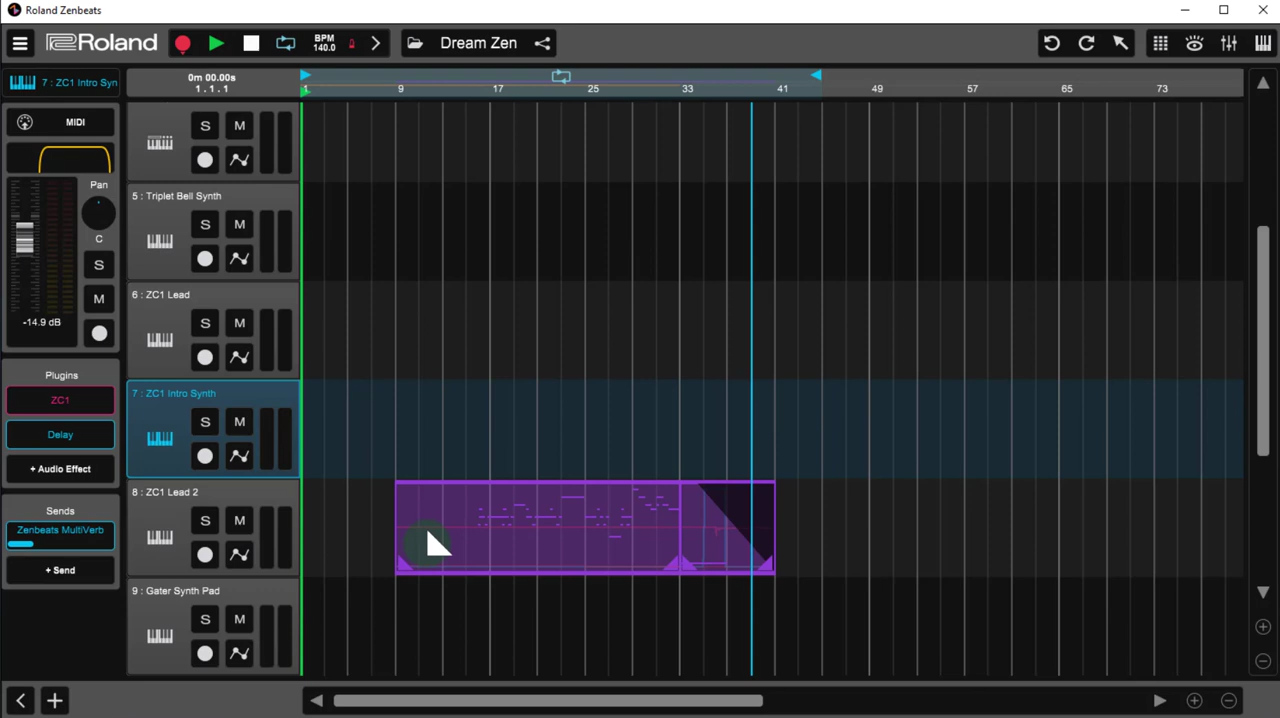 Roland Zenbeats
Roland
BPM
140.0
Dream Zen
7 : ZC1 Intro Syn
0m 00.00s
1 . 1 . 1
1 9 17 25 33 41 49 57 65 73
MIDI
S M
Pan
5 : Triplet Bell Synth
S M
C
S
6 : ZC1 Lead
M
S M
-14.9 dB
Plugins
7 : ZC1 Intro Synth
ZC1
S M
Delay
+ Audio Effect
8 : ZC1 Lead 2
Sends
S M
Zenbeats MultiVerb
+ Send
9 : Gater Synth Pad
S M